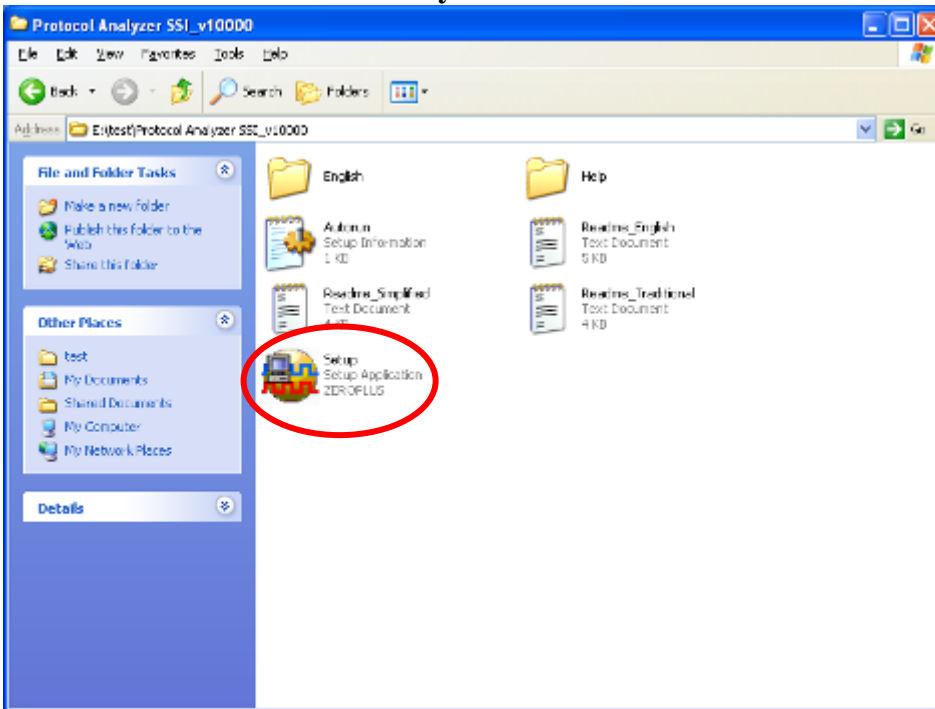 Protocol Analyzer SSI_v10000
File Edit View Favorites Tools Help
Back Search Folders
Address E:\test\Protocol Analyzer SSI_v10000 Go
File and Folder Tasks
Make a new folder
Publish this folder to the
Web
Share this folder
Other Places
test
My Documents
Shared Documents
My Computer
My Network Places
Details
English
Help
Autorun
Setup Information
1 KB
Readme_English
Text Document
5 KB
Readme_Simplified
Text Document
4 KB
Readme_Traditional
Text Document
4 KB
Setup
Setup Application
ZEROPLUS